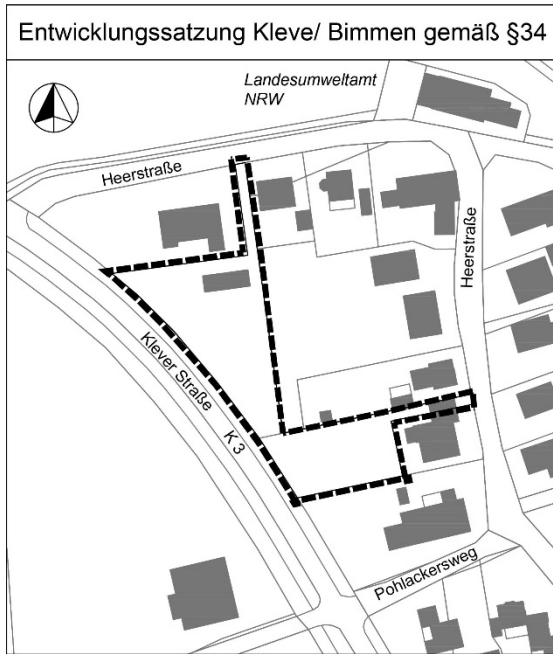 Entwicklungssatzung Kleve/ Bimmen gemäß §34
Landesumweltamt
NRW
Heerstraße
Heerstraße
Klever Straße
K 3
Pohlackersweg